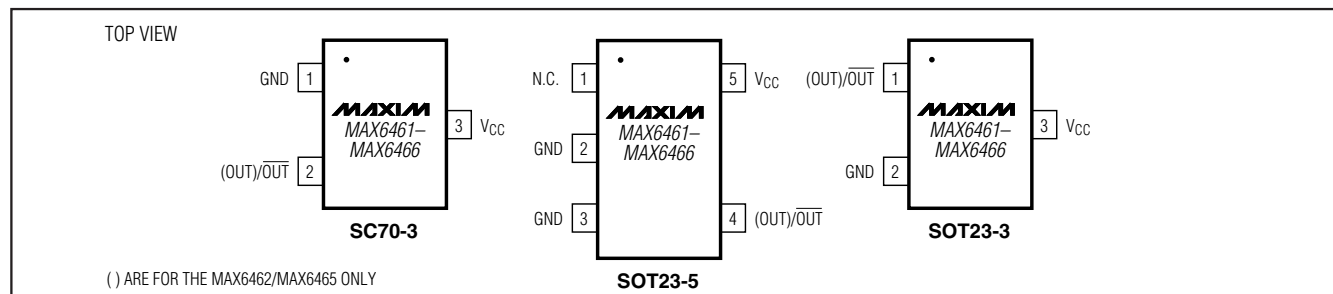 TOP VIEW
GND 1
(OUT)/OUT 2
MAXIM
MAX6461–
MAX6466
3 VCC
SC70-3
N.C. 1
GND 2
GND 3
MAXIM
MAX6461–
MAX6466
5 VCC
4 (OUT)/OUT
SOT23-5
(OUT)/OUT 1
GND 2
MAXIM
MAX6461–
MAX6466
3 VCC
SOT23-3
( ) ARE FOR THE MAX6462/MAX6465 ONLY